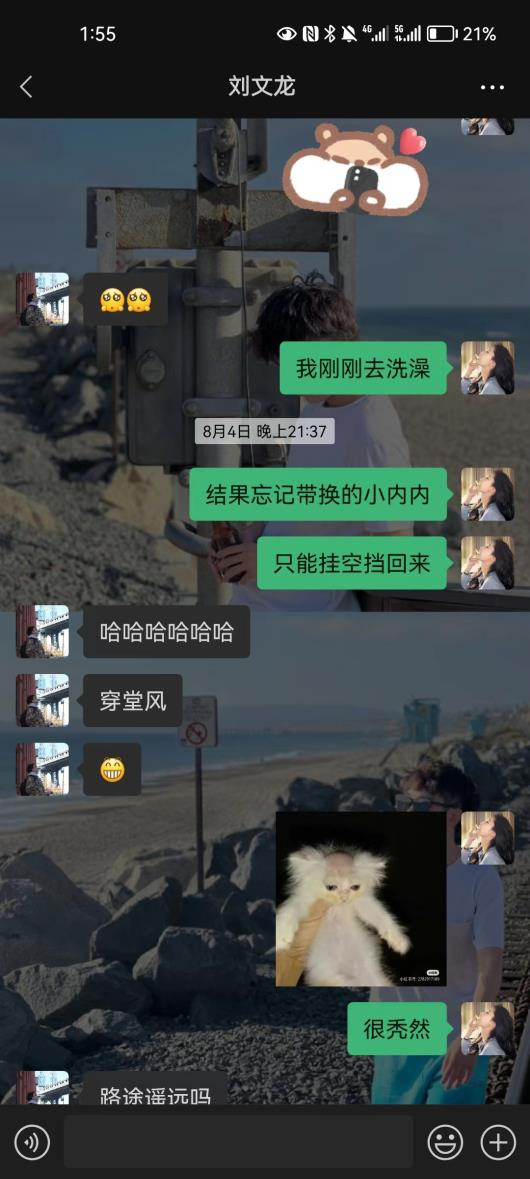 1:55
4G
5G
21%
刘文龙
我刚刚去洗澡
8月4日 晚上21:37
结果忘记带换的小内内
只能挂空挡回来
哈哈哈哈哈哈
穿堂风
很秃然
路途遥远吗